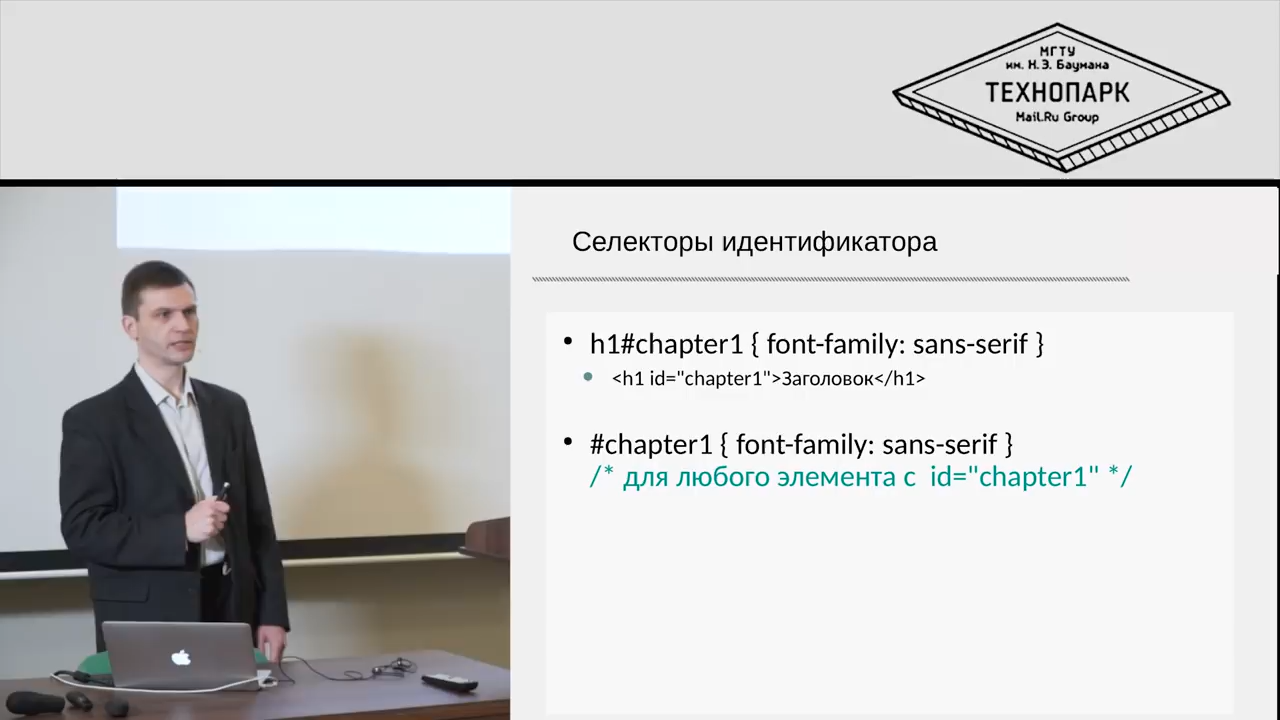 МГТУ
им. Н.Э. Баумана
ТЕХНОПАРК
Mail.Ru Group
Селекторы идентификатора
h1#chapter1 { font-family: sans-serif }
<h1 id="chapter1">Заголовок</h1>
#chapter1 { font-family: sans-serif }
/* для любого элемента с  id="chapter1" */